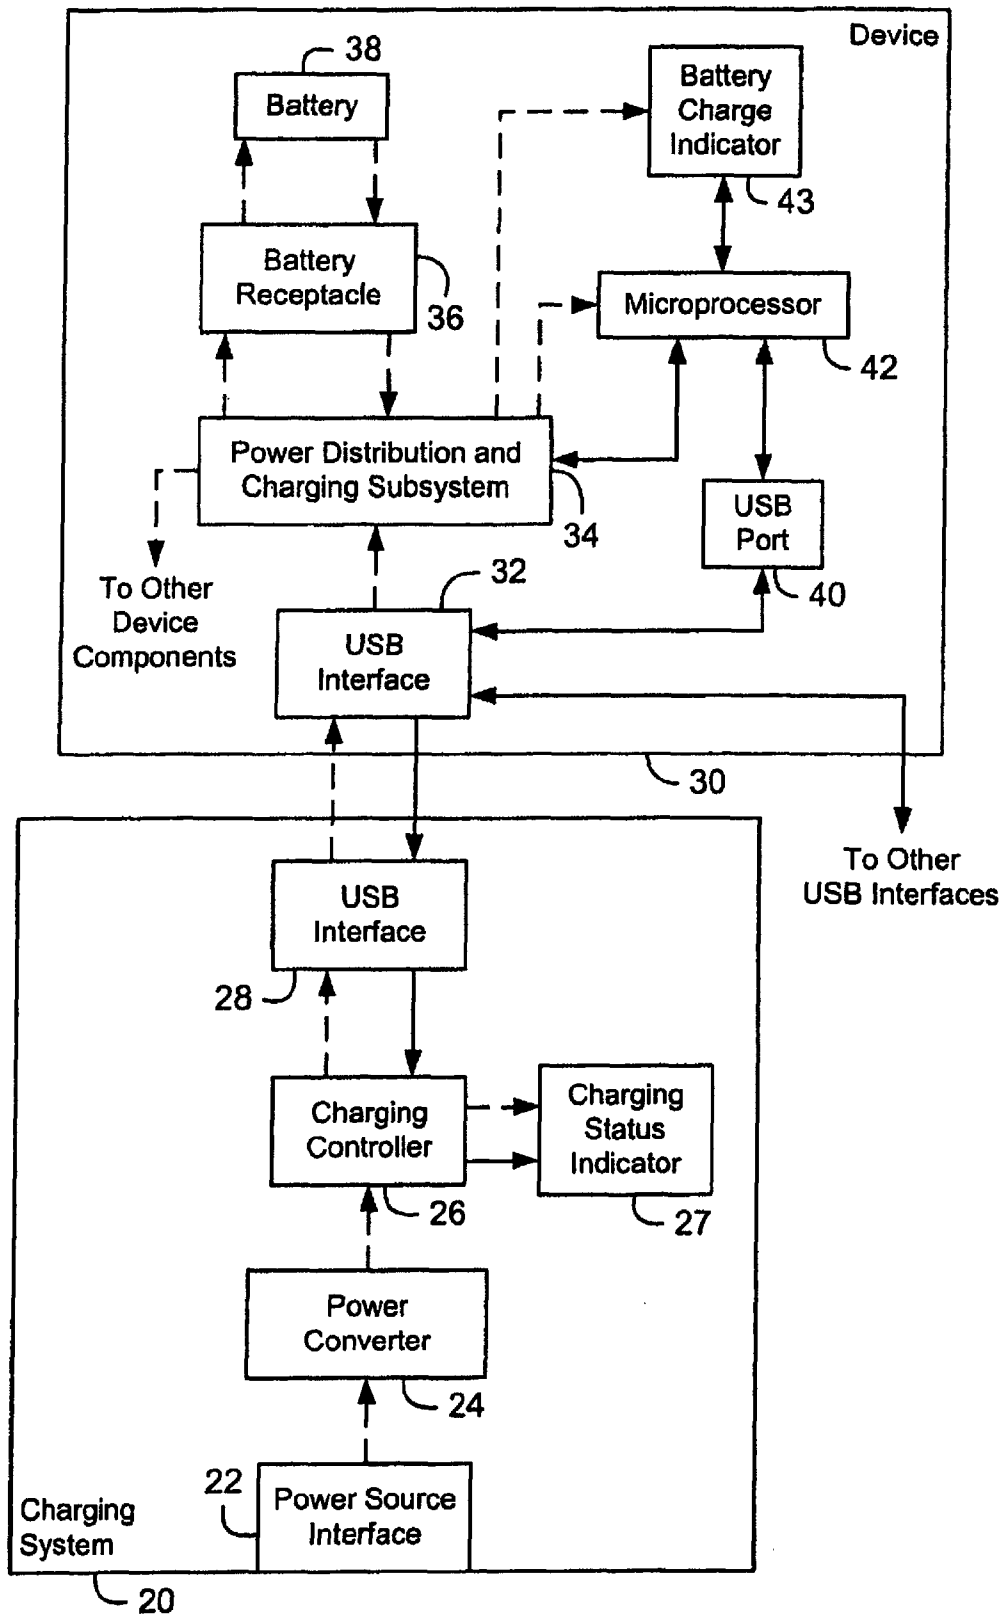 Device
38
Battery
Battery
Charge
Indicator
43
Battery
Receptacle
36
Microprocessor
42
Power Distribution and
Charging Subsystem
34
USB
Port
40
To Other
Device
Components
32
USB
Interface
30
To Other
USB Interfaces
USB
Interface
28
Charging
Controller
26
Charging
Status
Indicator
27
Power
Converter
24
22
Power Source
Interface
Charging
System
20